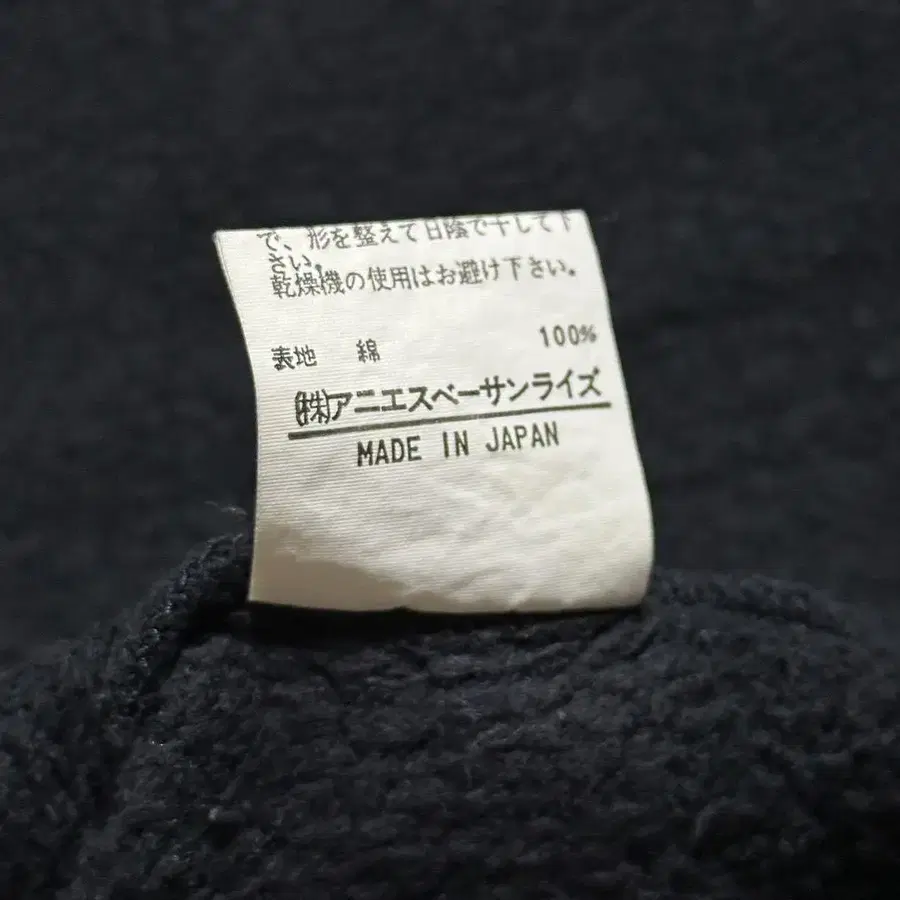 で、形を整えて日陰で干して下
さい。
乾燥機の使用はお避け下さい。
表地 綿 100%
(株)アニエスベーサンライズ
MADE IN JAPAN